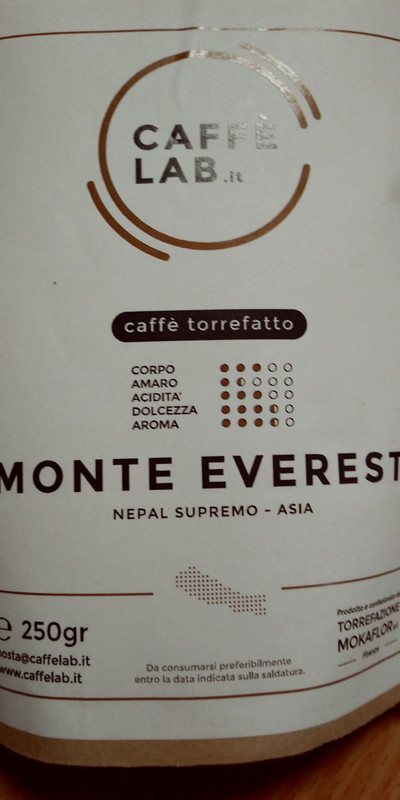 CAFFÈ
LAB.it
caffè torrefatto
CORPO
AMARO
ACIDITA'
DOLCEZZA
AROMA
MONTE EVEREST
NEPAL SUPREMO - ASIA
℮ 250gr
posta@caffelab.it
www.caffelab.it
Da consumarsi preferibilmente
entro la data indicata sulla saldatura.
Prodotto e confezionato
TORREFAZIONE
MOKAFLOR
Firenze